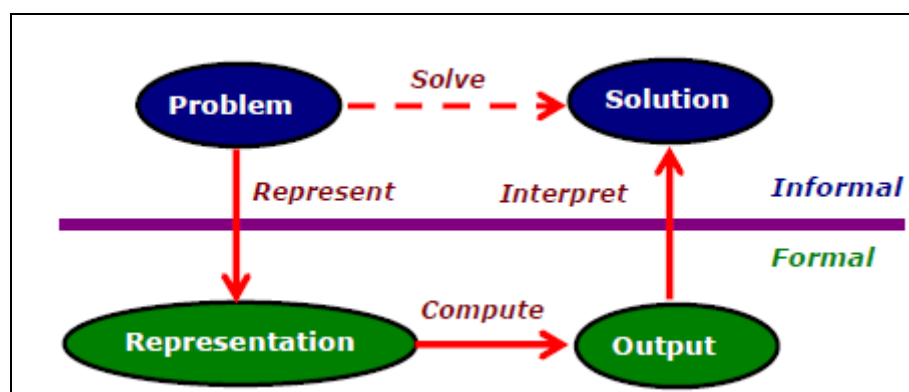 Solve
Problem
Solution
Represent
Interpret
Informal
Formal
Compute
Representation
Output